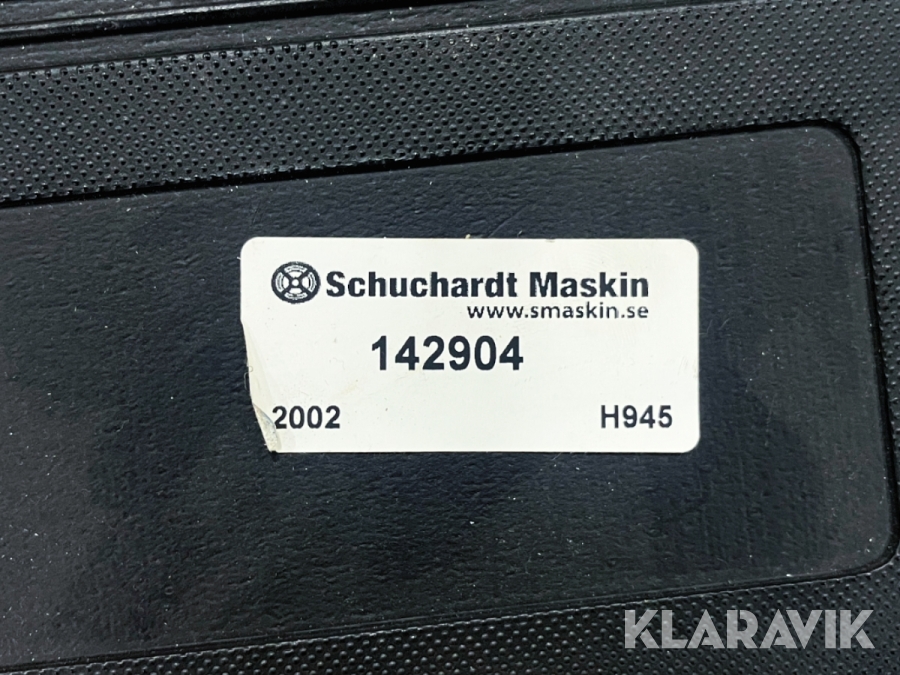 Schuchardt Maskin
www.smaskin.se
142904
2002 H945
KLARAVIK